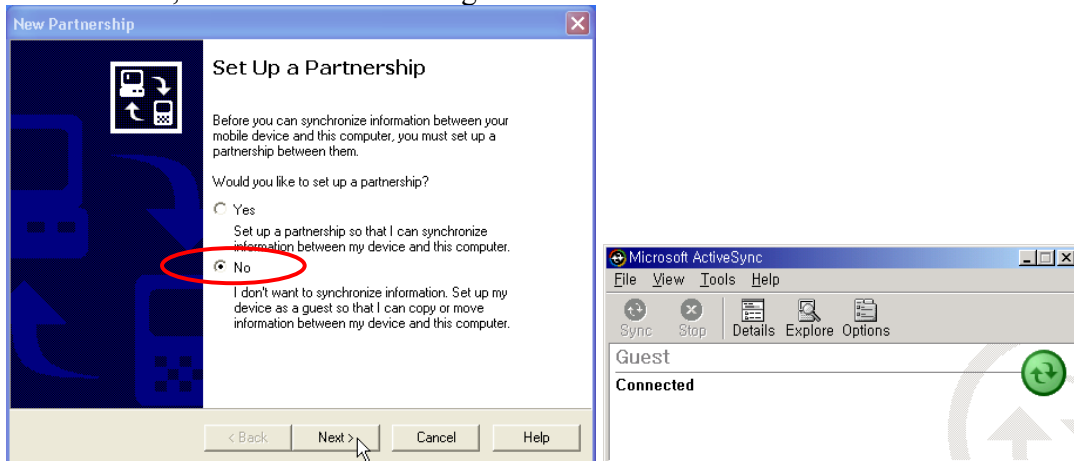 New Partnership
Set Up a Partnership
Before you can synchronize information between your
mobile device and this computer, you must set up a
partnership between them.
Would you like to set up a partnership?
Yes
Set up a partnership so that I can synchronize
information between my device and this computer.
No
I don't want to synchronize information. Set up my
device as a guest so that I can copy or move
information between my device and this computer.
< Back Next > Cancel Help
Microsoft ActiveSync
File View Tools Help
Sync Stop Details Explore Options
Guest
Connected